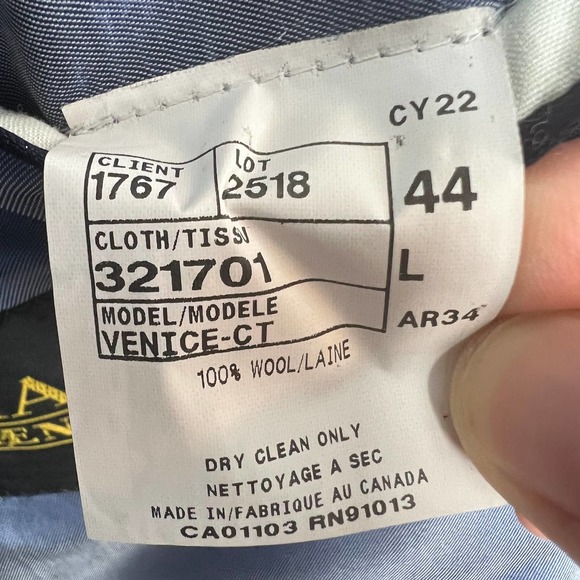 CY22
CLIENT LOT
1767 2518 44
CLOTH/TISSU
321701 L
MODEL/MODELE
VENICE-CT AR34
100% WOOL/LAINE
DRY CLEAN ONLY
NETTOYAGE A SEC
MADE IN/FABRIQUE AU CANADA
CA01103 RN91013